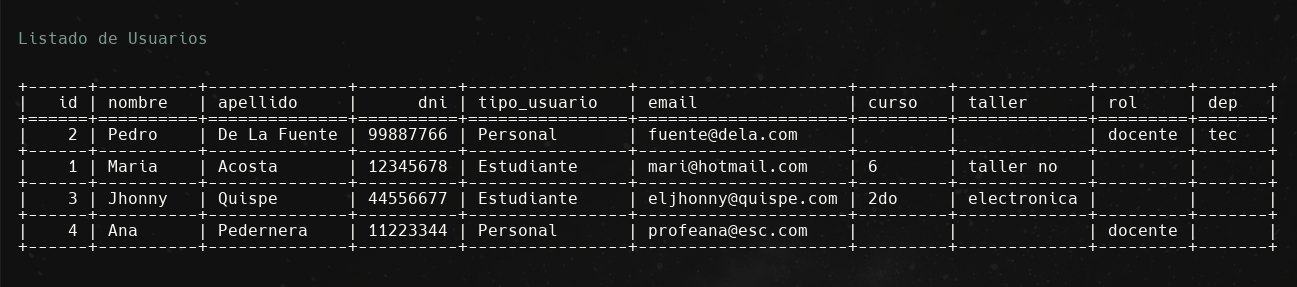 Listado de Usuarios
+------+----------+--------------+----------+----------------+---------------------+---------+-------------+---------+-------+
|   id | nombre   | apellido     |      dni | tipo_usuario   | email               | curso   | taller      | rol     | dep   |
+======+==========+==============+==========+================+=====================+=========+=============+=========+=======+
|    2 | Pedro    | De La Fuente | 99887766 | Personal       | fuente@dela.com     |         |             | docente | tec   |
+------+----------+--------------+----------+----------------+---------------------+---------+-------------+---------+-------+
|    1 | Maria    | Acosta       | 12345678 | Estudiante     | mari@hotmail.com    | 6       | taller no   |         |       |
+------+----------+--------------+----------+----------------+---------------------+---------+-------------+---------+-------+
|    3 | Jhonny   | Quispe       | 44556677 | Estudiante     | eljhonny@quispe.com | 2do     | electronica |         |       |
+------+----------+--------------+----------+----------------+---------------------+---------+-------------+---------+-------+
|    4 | Ana      | Pedernera    | 11223344 | Personal       | profeana@esc.com    |         |             | docente |       |
+------+----------+--------------+----------+----------------+---------------------+---------+-------------+---------+-------+